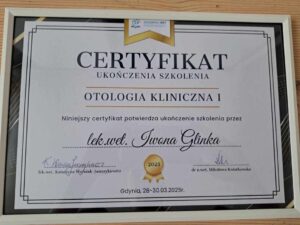 CERTYFIKAT
UKOŃCZENIA SZKOLENIA
OTOLOGIA KLINICZNA I
Niniejszy certyfikat potwierdza ukończenie szkolenia przez
lek.wet. Iwona Glinka
2025
Gdynia, 28-30.03.2025r.